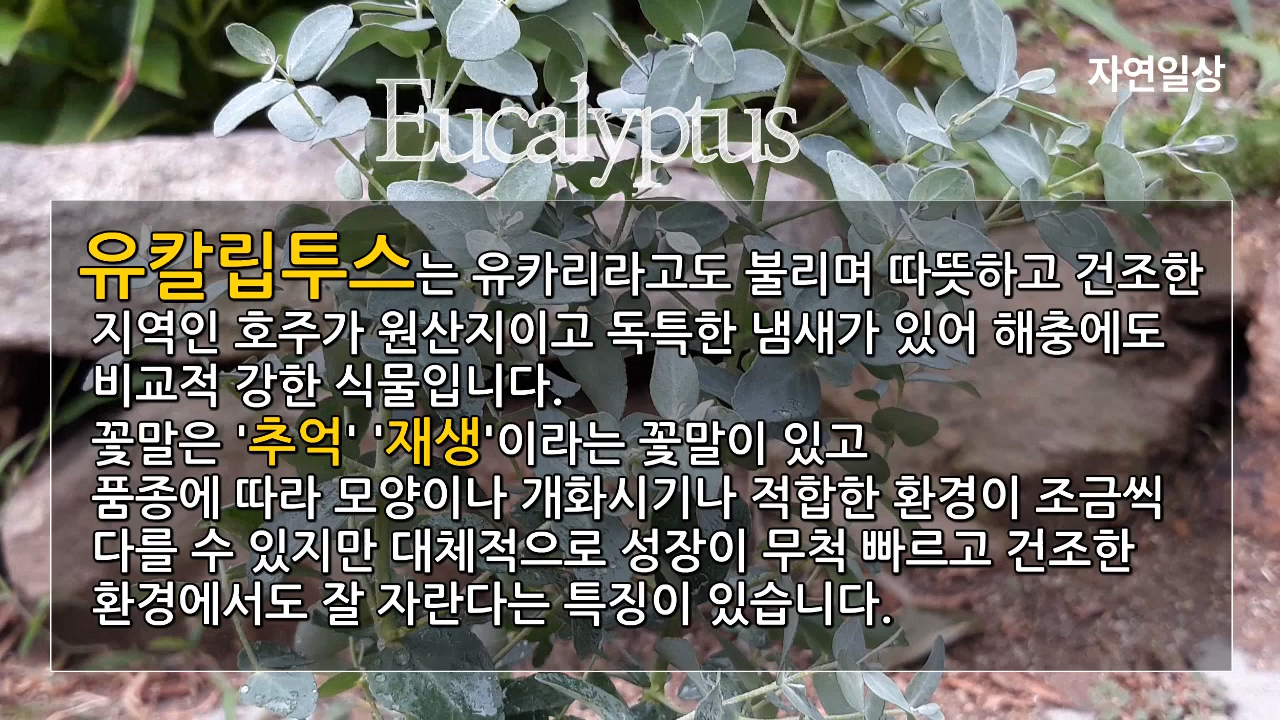 자연일상
Eucalyptus
유칼립투스는 유카리라고도 불리며 따뜻하고 건조한
지역인 호주가 원산지이고 독특한 냄새가 있어 해충에도
비교적 강한 식물입니다.
꽃말은 '추억' '재생'이라는 꽃말이 있고
품종에 따라 모양이나 개화시기나 적합한 환경이 조금씩
다를 수 있지만 대체적으로 성장이 무척 빠르고 건조한
환경에서도 잘 자란다는 특징이 있습니다.